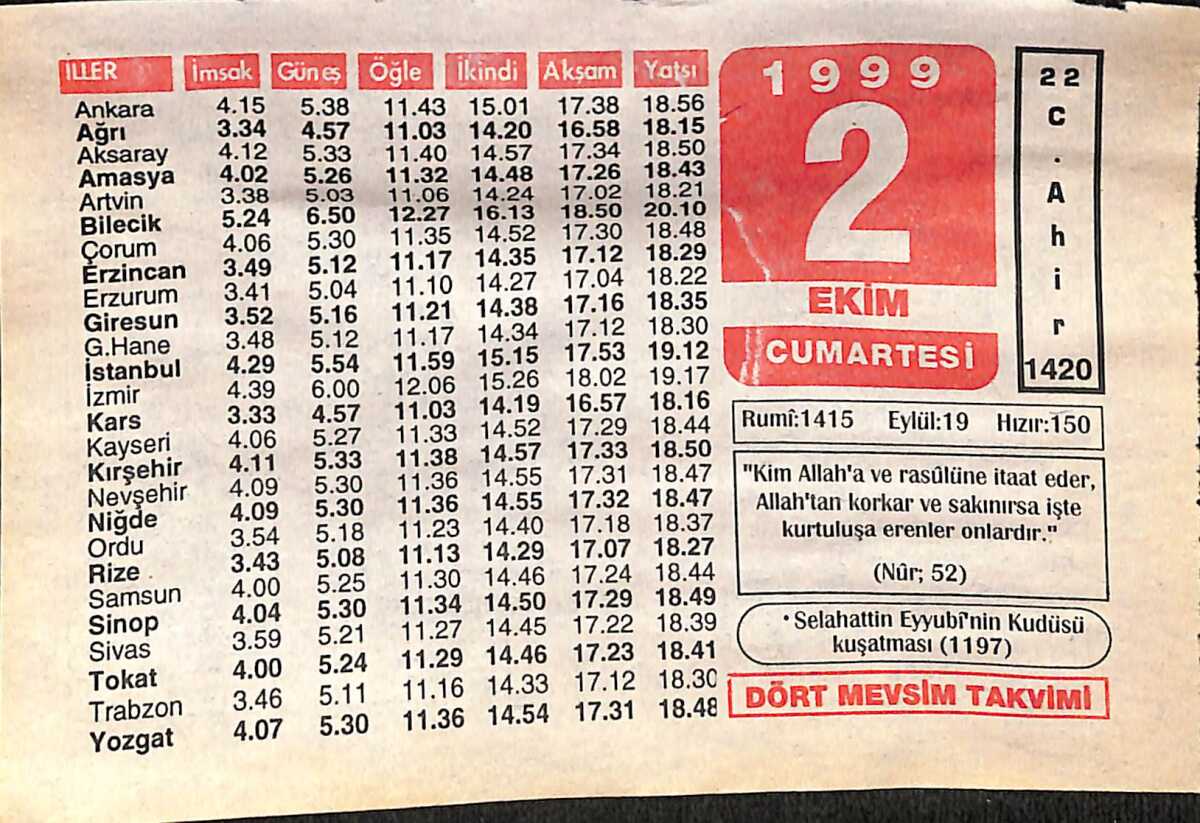 İLLER İmsak Güneş Öğle İkindi Akşam Yatsı
Ankara 4.15 5.38 11.43 15.01 17.38 18.56
Ağrı 3.34 4.57 11.03 14.20 16.58 18.15
Aksaray 4.12 5.33 11.40 14.57 17.34 18.50
Amasya 4.02 5.26 11.32 14.48 17.26 18.43
Artvin 3.38 5.03 11.06 14.24 17.02 18.21
Bilecik 5.24 6.50 12.27 16.13 18.50 20.10
Çorum 4.06 5.30 11.35 14.52 17.30 18.48
Erzincan 3.49 5.12 11.17 14.35 17.12 18.29
Erzurum 3.41 5.04 11.10 14.27 17.04 18.22
Giresun 3.52 5.16 11.21 14.38 17.16 18.35
G.Hane 3.48 5.12 11.17 14.34 17.12 18.30
İstanbul 4.29 5.54 11.59 15.15 17.53 19.12
İzmir 4.39 6.00 12.06 15.26 18.02 19.17
Kars 3.33 4.57 11.03 14.19 16.57 18.16
Kayseri 4.06 5.27 11.33 14.52 17.29 18.44
Kırşehir 4.11 5.33 11.38 14.57 17.33 18.50
Nevşehir 4.09 5.30 11.36 14.55 17.31 18.47
Niğde 4.09 5.30 11.36 14.55 17.32 18.47
Ordu 3.54 5.18 11.23 14.40 17.18 18.37
Rize 3.43 5.08 11.13 14.29 17.07 18.27
Samsun 4.00 5.25 11.30 14.46 17.24 18.44
Sinop 4.04 5.30 11.34 14.50 17.29 18.49
Sivas 3.59 5.21 11.27 14.45 17.22 18.39
Tokat 4.00 5.24 11.29 14.46 17.23 18.41
Trabzon 3.46 5.11 11.16 14.33 17.12 18.30
Yozgat 4.07 5.30 11.36 14.54 17.31 18.48
1999
2
EKİM
CUMARTESİ
22
C
.
A
h
i
r
1420
Rumî:1415 Eylül:19 Hızır:150
"Kim Allah'a ve rasûlüne itaat eder,
Allah'tan korkar ve sakınırsa işte
kurtuluşa erenler onlardır."
(Nûr; 52)
• Selahattin Eyyubî'nin Kudüsü
kuşatması (1197)
DÖRT MEVSİM TAKVİMİ